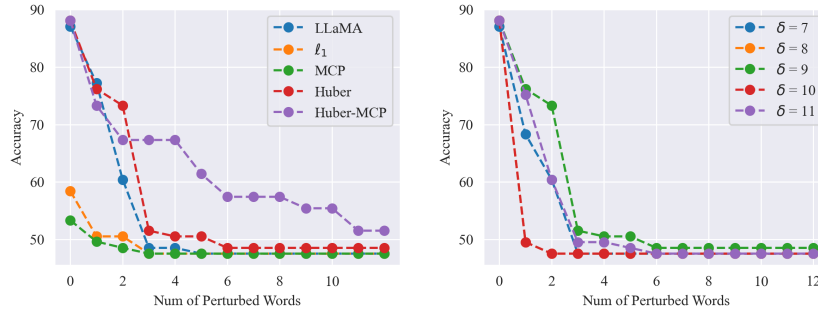 90
80
70
60
50
Accuracy
0
2
4
6
8
10
Num of Perturbed Words
LLaMA
ℓ₁
MCP
Huber
Huber-MCP
90
80
70
60
50
Accuracy
0
2
4
6
8
10
12
Num of Perturbed Words
δ = 7
δ = 8
δ = 9
δ = 10
δ = 11